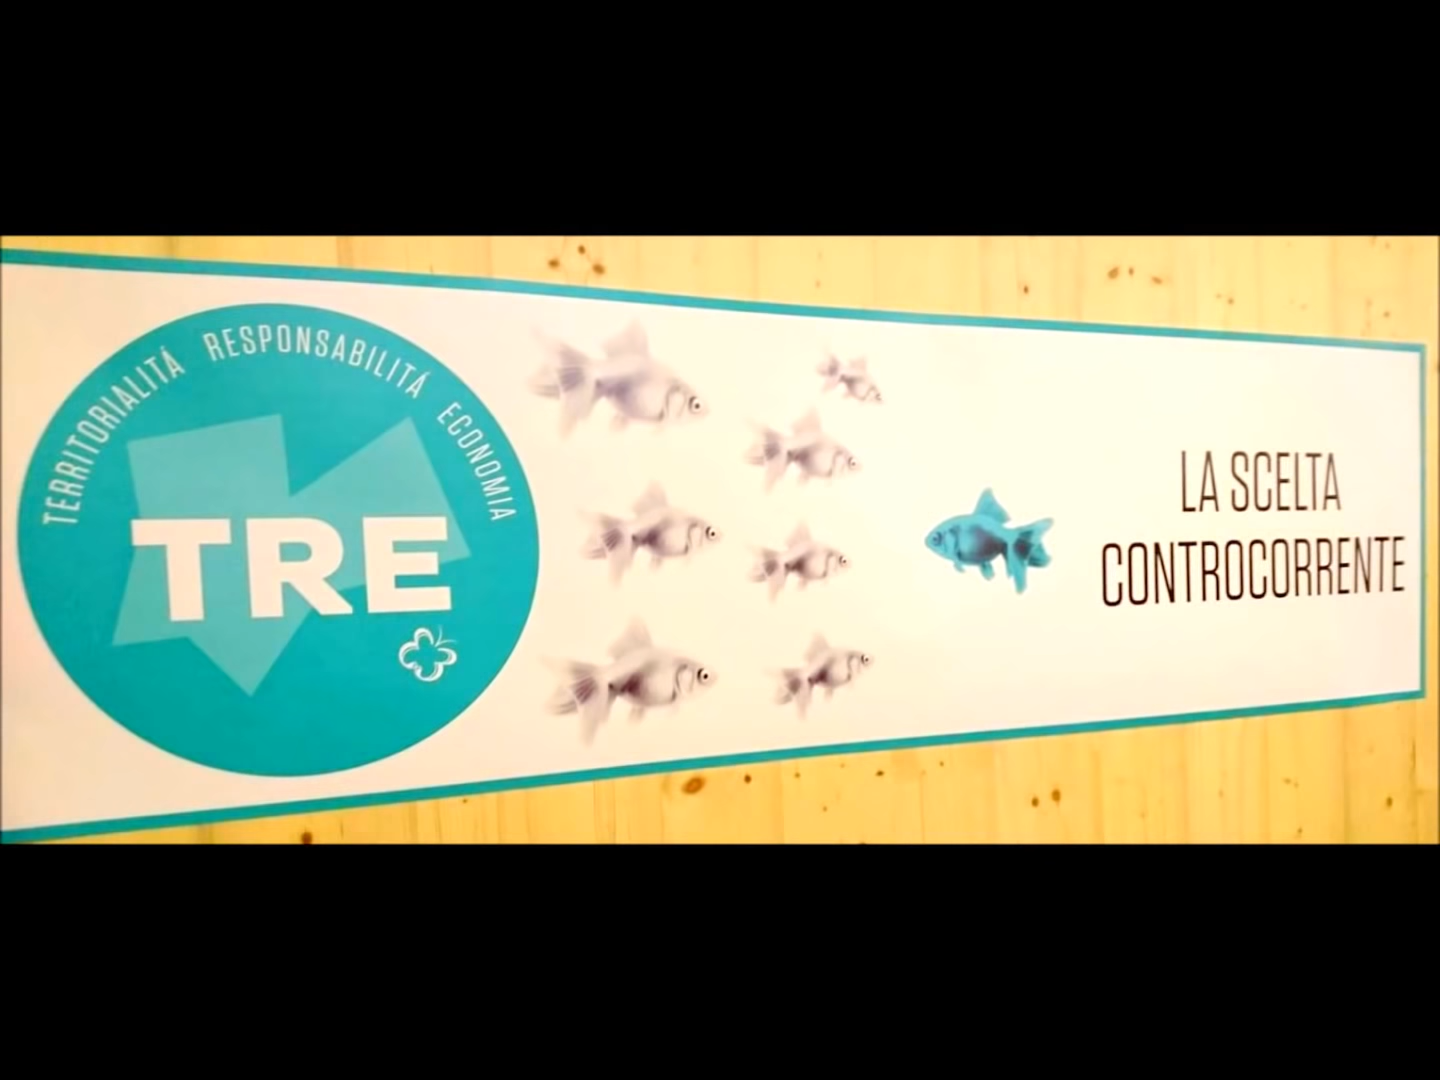 TERRITORIALITÁ RESPONSABILITÁ ECONOMIA
TRE
LA SCELTA
CONTROCORRENTE